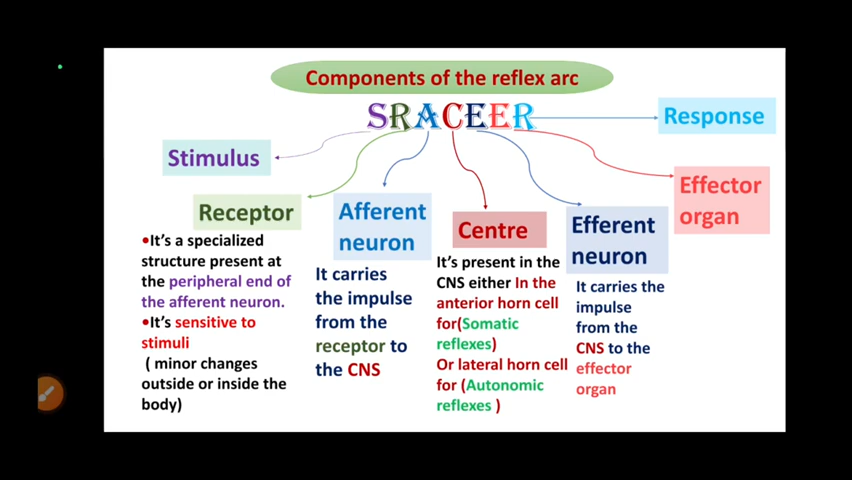 Components of the reflex arc
SRACEER
Response
Stimulus
Effector
organ
Receptor
•It's a specialized
structure present at
the peripheral end of
the afferent neuron.
•It's sensitive to
stimuli
( minor changes
outside or inside the
body)
Afferent
neuron
It carries
the impulse
from the
receptor to
the CNS
Centre
It's present in the
CNS either In the
anterior horn cell
for(Somatic
reflexes)
Or lateral horn cell
for (Autonomic
reflexes )
Efferent
neuron
It carries the
impulse
from the
CNS to the
effector
organ